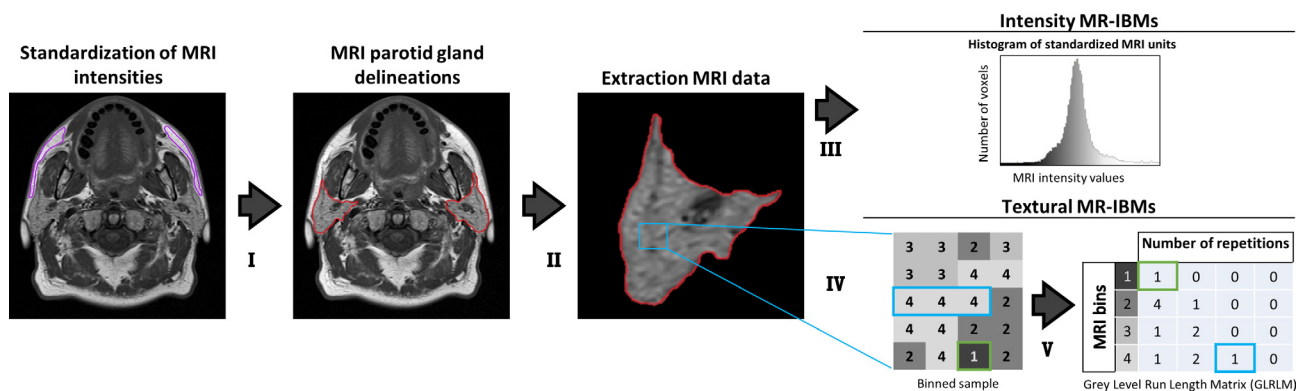 Standardization of MRI
intensities
MRI parotid gland
delineations
Extraction MRI data
I
II
III
IV
V
Intensity MR-IBMs
Histogram of standardized MRI units
Number of voxels
MRI intensity values
Textural MR-IBMs
3 3 2 3
3 3 4 4
4 4 4 2
4 4 2 2
2 4 1 2
Binned sample
Number of repetitions
MRI bins
1 1 0 0 0
2 4 1 0 0
3 1 2 0 0
4 1 2 1 0
Grey Level Run Length Matrix (GLRLM)